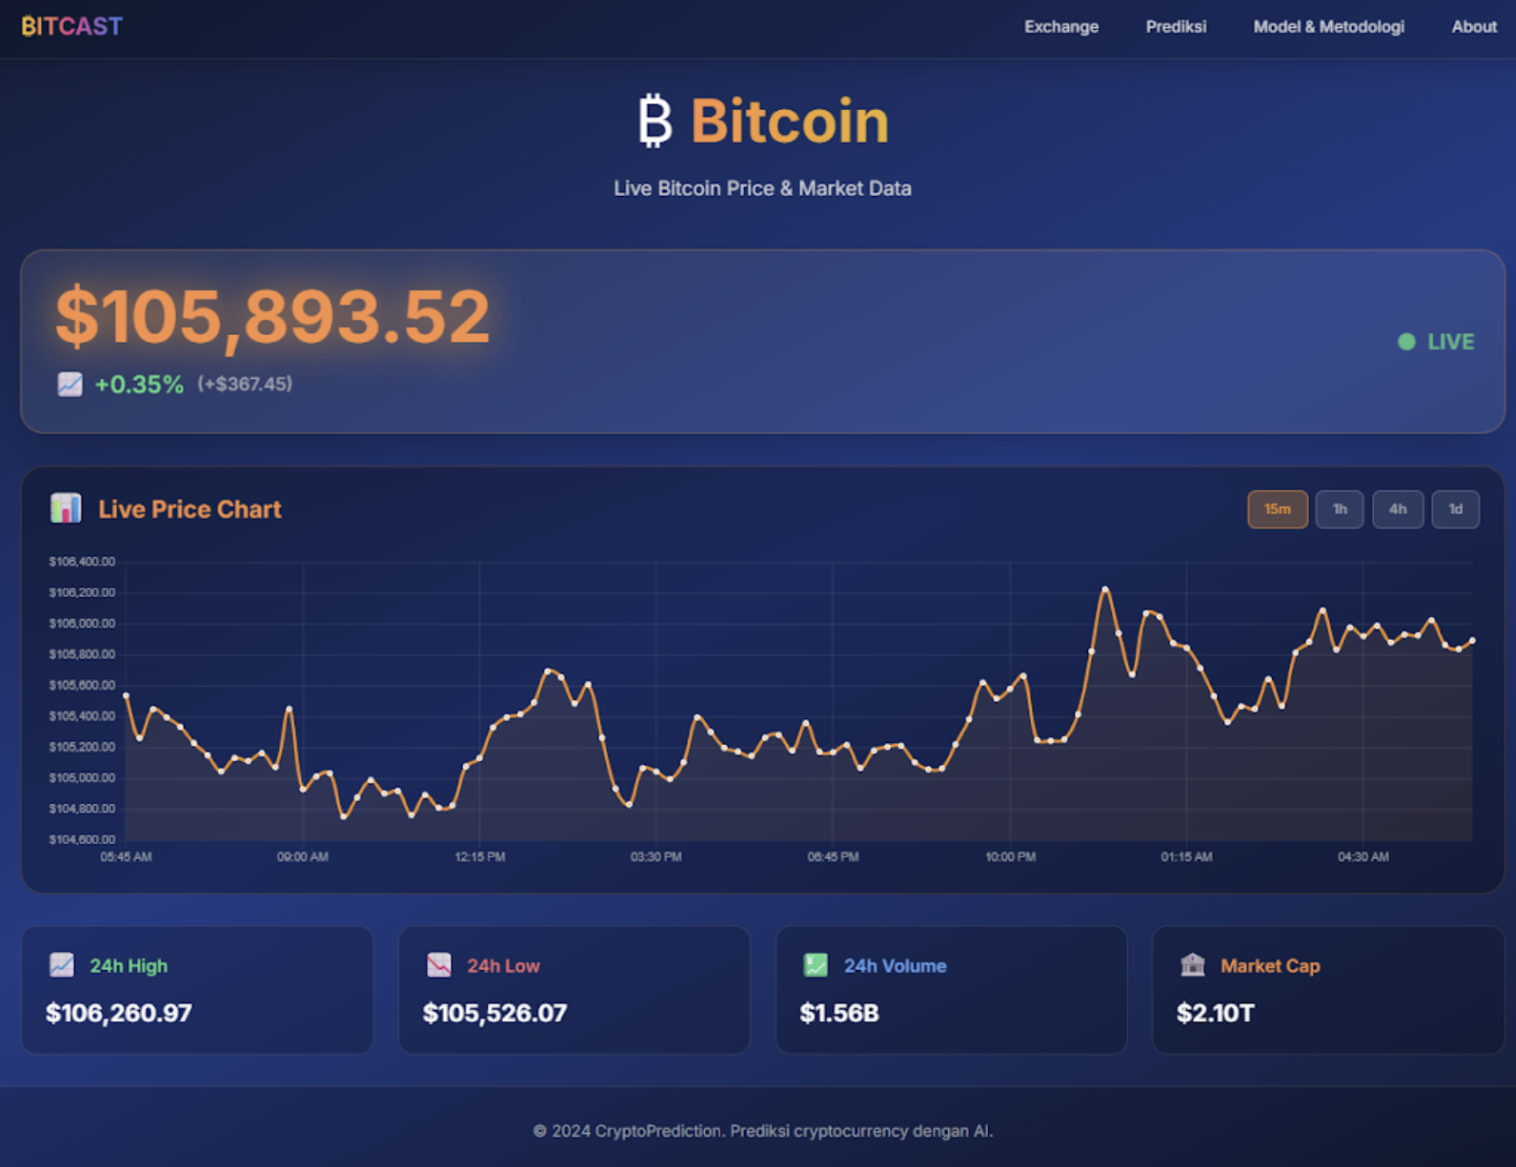 ₿ITCAST
Exchange Prediksi Model & Metodologi About
₿ Bitcoin
Live Bitcoin Price & Market Data
$105,893.52
+0.35% (+$367.45)
LIVE
Live Price Chart
15m 1h 4h 1d
$106,400.00
$106,200.00
$106,000.00
$105,800.00
$105,600.00
$105,400.00
$105,200.00
$105,000.00
$104,800.00
$104,600.00
05:45 AM 09:00 AM 12:15 PM 03:30 PM 06:45 PM 10:00 PM 01:15 AM 04:30 AM
24h High
$106,260.97
24h Low
$105,526.07
24h Volume
$1.56B
Market Cap
$2.10T
© 2024 CryptoPrediction. Prediksi cryptocurrency dengan AI.